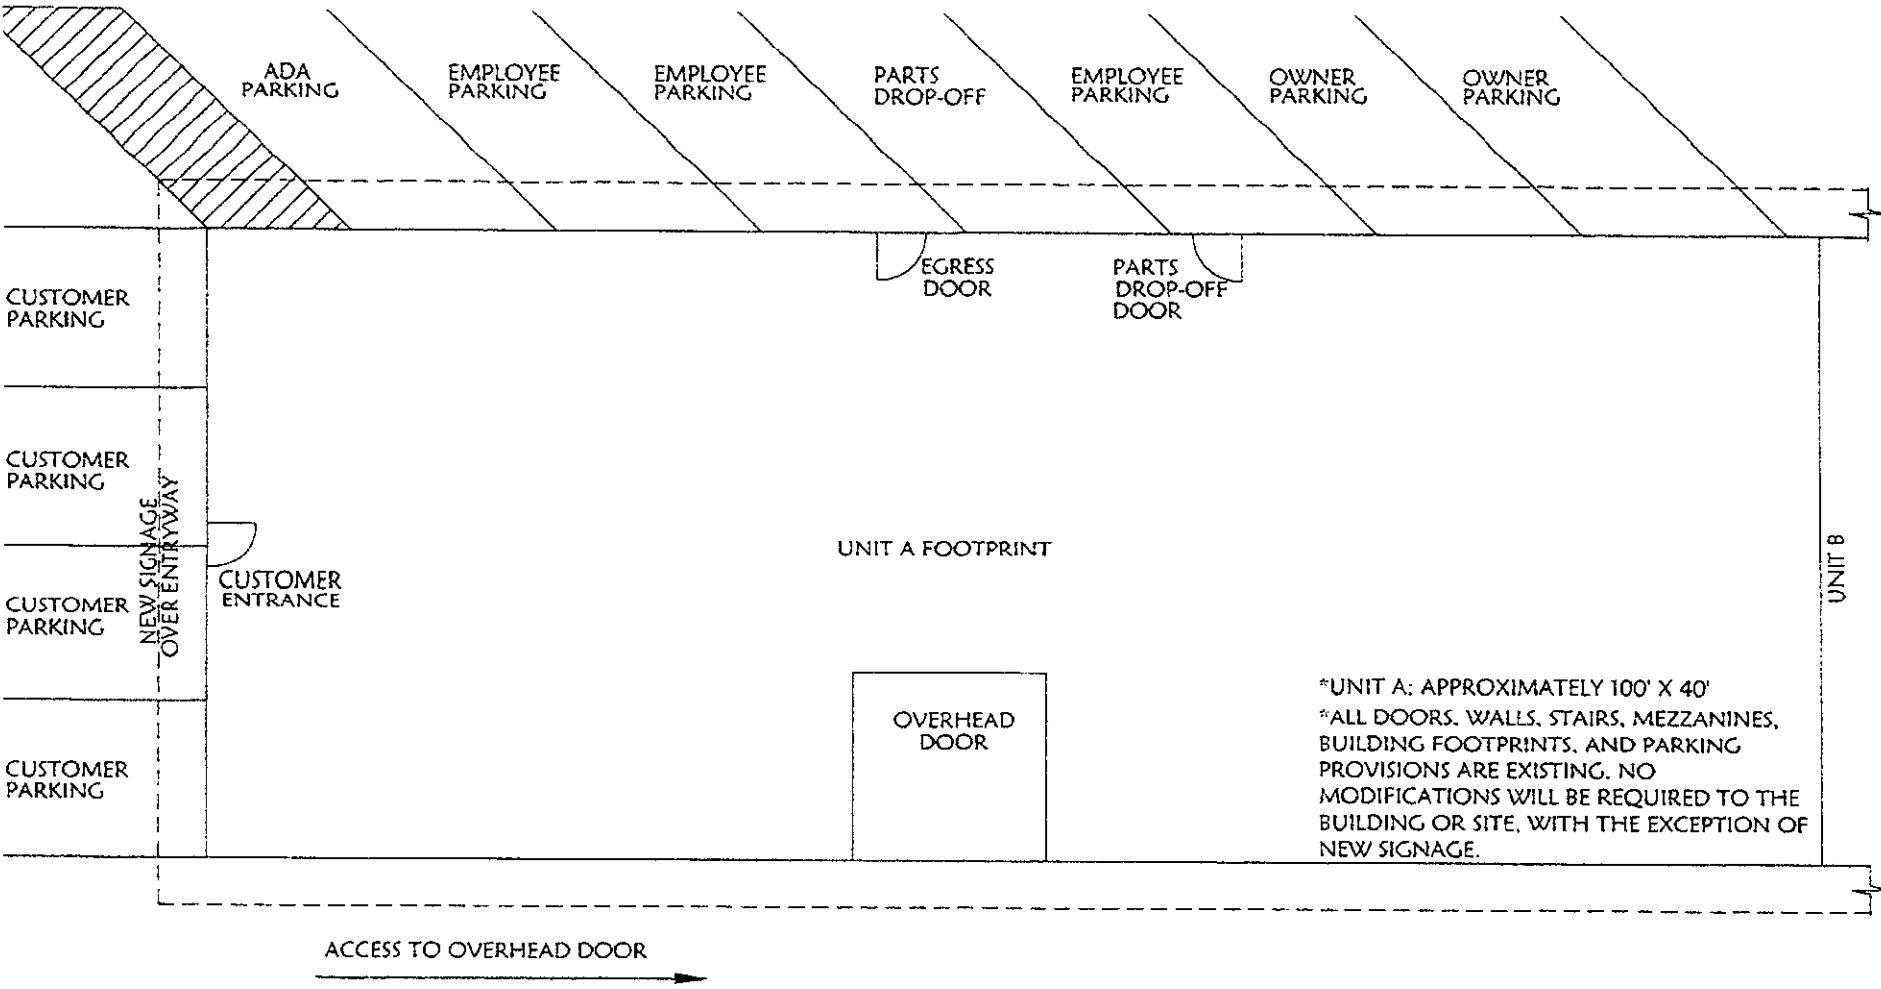 ADA
PARKING
EMPLOYEE
PARKING
EMPLOYEE
PARKING
PARTS
DROP-OFF
EMPLOYEE
PARKING
OWNER
PARKING
OWNER
PARKING
EGRESS
DOOR
PARTS
DROP-OFF
DOOR
CUSTOMER
PARKING
CUSTOMER
PARKING
CUSTOMER
PARKING
CUSTOMER
PARKING
NEW SIGNAGE
OVER ENTRYWAY
CUSTOMER
ENTRANCE
UNIT A FOOTPRINT
UNIT B
OVERHEAD
DOOR
*UNIT A: APPROXIMATELY 100' X 40'
*ALL DOORS, WALLS, STAIRS, MEZZANINES,
BUILDING FOOTPRINTS, AND PARKING
PROVISIONS ARE EXISTING. NO
MODIFICATIONS WILL BE REQUIRED TO THE
BUILDING OR SITE, WITH THE EXCEPTION OF
NEW SIGNAGE.
ACCESS TO OVERHEAD DOOR